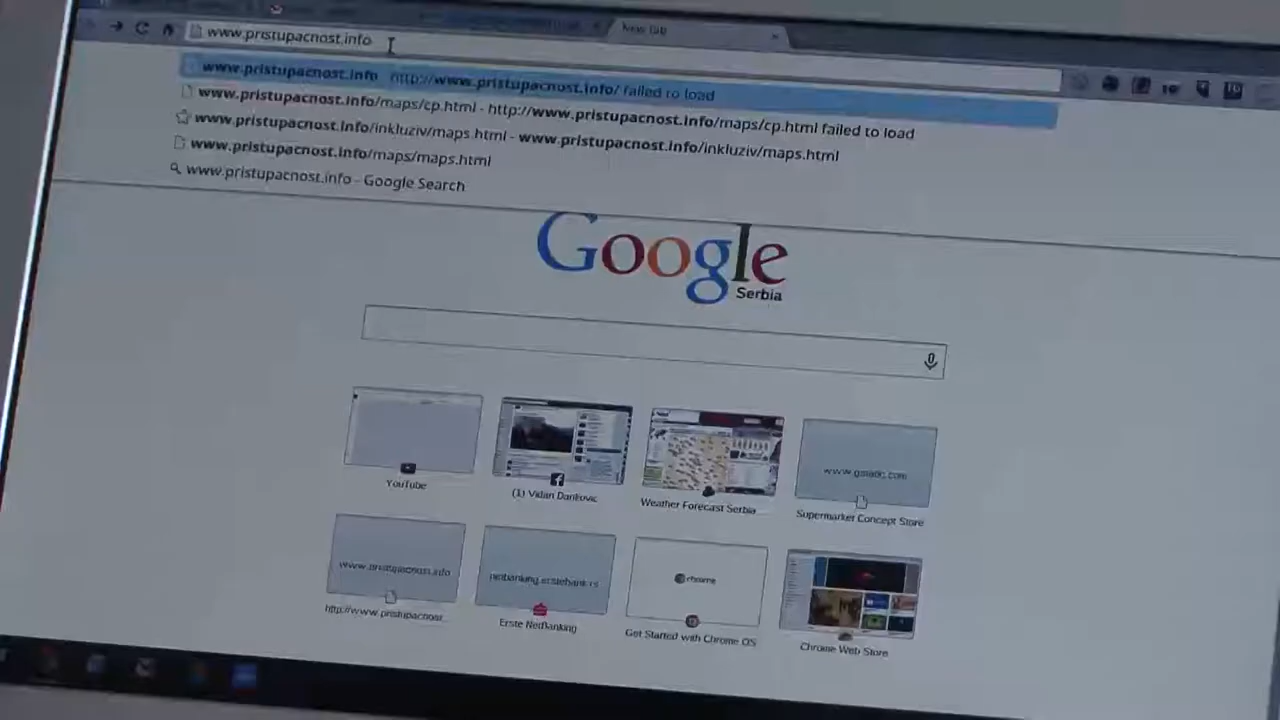 New Tab
www.pristupacnost.info
www.pristupacnost.info http://www.pristupacnost.info/ failed to load
www.pristupacnost.info/maps/cp.html - http://www.pristupacnost.info/maps/cp.html failed to load
www.pristupacnost.info/inkluziv/maps.html - www.pristupacnost.info/inkluziv/maps.html
www.pristupacnost.info/maps/maps.html
www.pristupacnost.info - Google Search
Google
Serbia
YouTube
(1) Vidan Danković
Weather Forecast Serbia
www.gmatic.com
Supermarket Concept Store
www.pristupacnost.info
http://www.pristupacnost...
netbanking.erstebank.rs
Erste NetBanking
chrome
Get Started with Chrome OS
Chrome Web Store